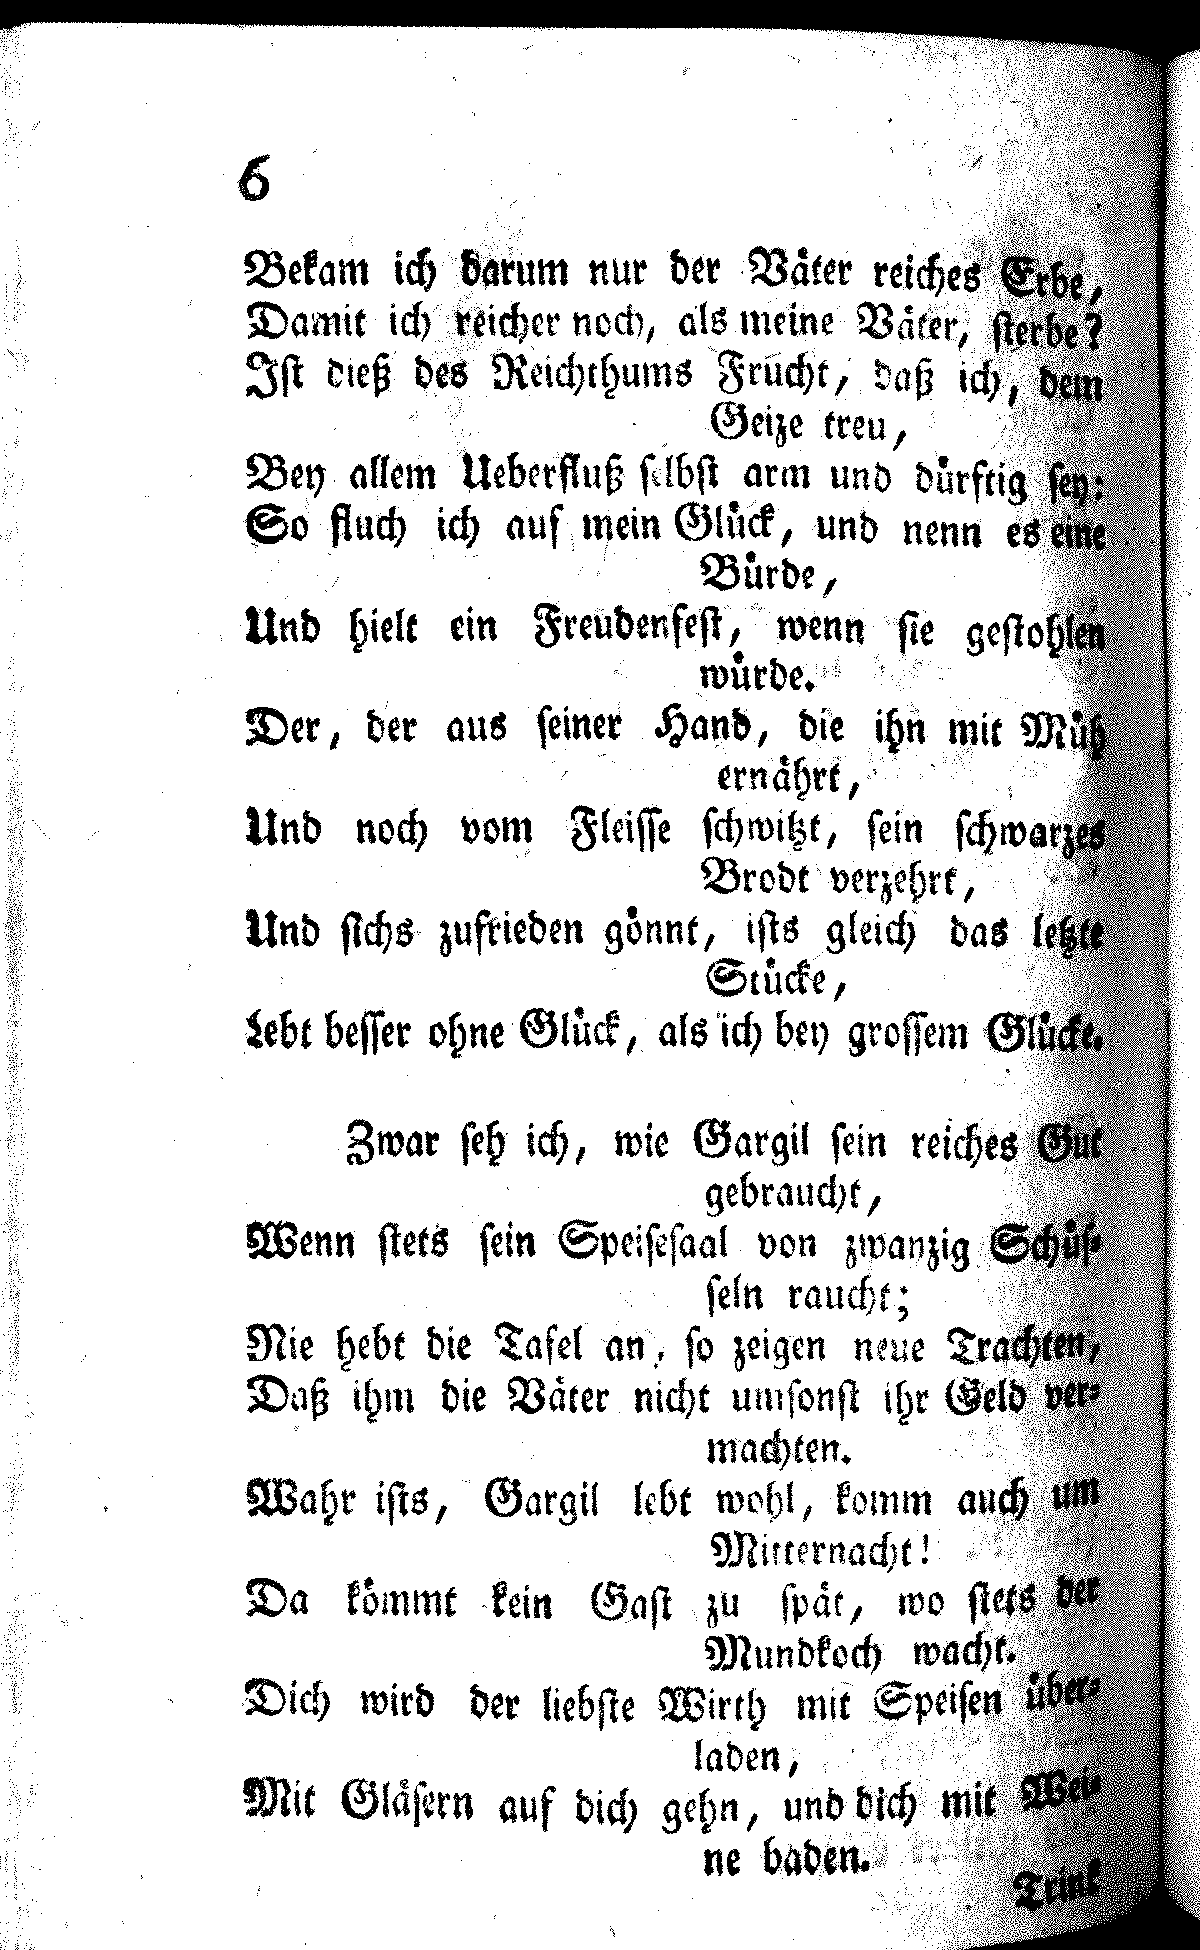 6
Bekam ich darum nur der Väter reiches Erbe,
Damit ich reicher noch, als meine Väter, sterbe?
Ist dieß des Reichthums Frucht, daß ich, dem
Geize treu,
Bey allem Ueberfluß selbst arm und dürftig sey:
So fluch ich auf mein Glück, und nenn es eine
Bürde,
Und hielt ein Freudenfest, wenn sie gestohlen
würde.
Der, der aus seiner Hand, die ihn mit Müh
ernährt,
Und noch vom Fleisse schwitzt, sein schwarzes
Brodt verzehrt,
Und sichs zufrieden gönnt, ists gleich das letzte
Stücke,
Lebt besser ohne Glück, als ich bey grossem Glücke.
Zwar seh ich, wie Gargil sein reiches Gut
gebraucht,
Wenn stets sein Speisesaal von zwanzig Schüs-
seln raucht;
Nie hebt die Tafel an, so zeigen neue Trachten,
Daß ihm die Väter nicht umsonst ihr Geld ver-
machten.
Wahr ists, Gargil lebt wohl, komm auch um
Mitternacht!
Da kömmt kein Gast zu spät, wo stets der
Mundkoch wacht.
Dich wird der liebste Wirth mit Speisen über-
laden,
Mit Gläsern auf dich gehn, und dich mit Wei-
ne baden.
Trink